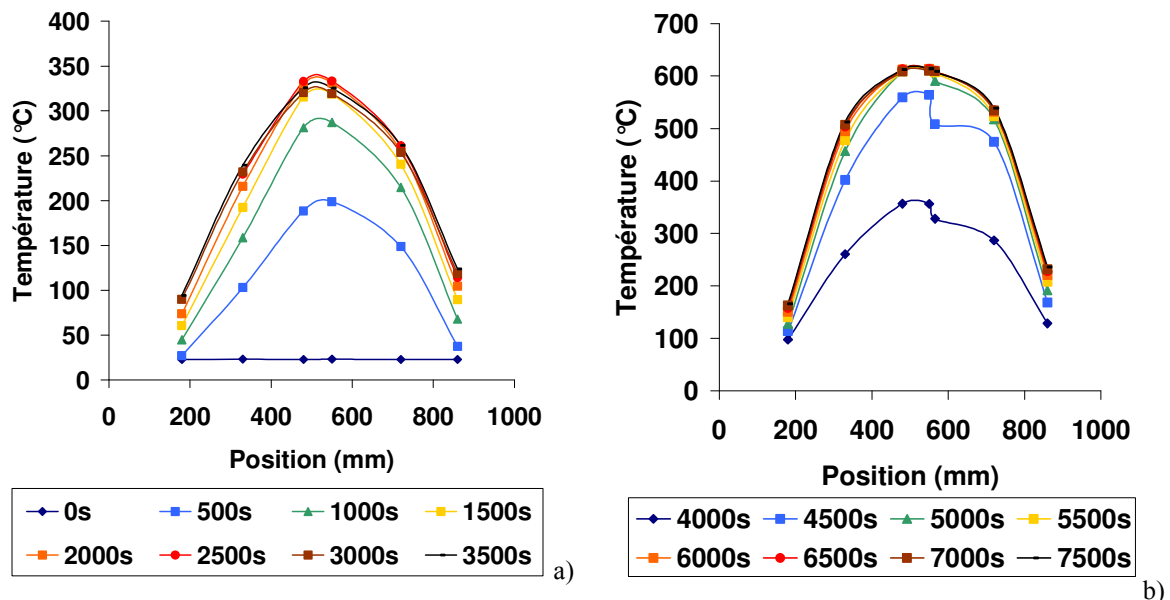 400
350
300
250
200
150
100
50
0
Température (°C)
0 200 400 600 800 1000
Position (mm)
0s 500s 1000s 1500s
2000s 2500s 3000s 3500s
a)
700
600
500
400
300
200
100
0
Température (°C)
0 200 400 600 800 1000
Position (mm)
4000s 4500s 5000s 5500s
6000s 6500s 7000s 7500s
b)